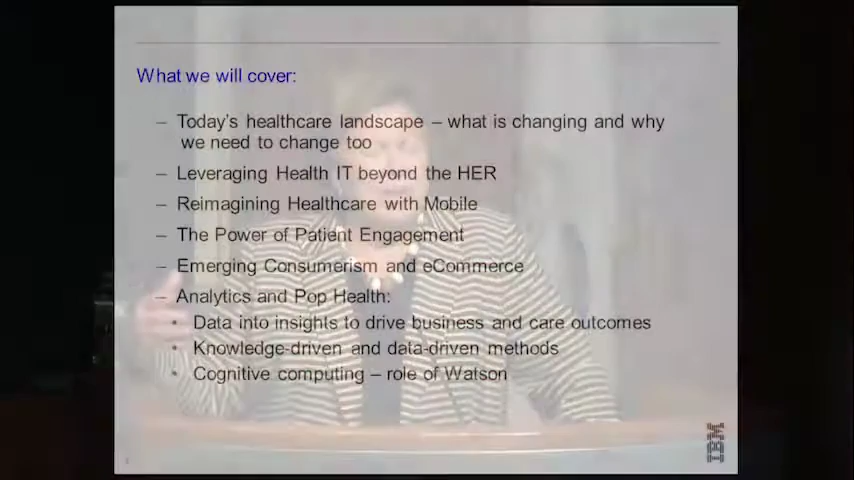 What we will cover:
– Today's healthcare landscape – what is changing and why
we need to change too
– Leveraging Health IT beyond the HER
– Reimagining Healthcare with Mobile
– The Power of Patient Engagement
– Emerging Consumerism and eCommerce
– Analytics and Pop Health:
• Data into insights to drive business and care outcomes
• Knowledge-driven and data-driven methods
• Cognitive computing – role of Watson
IBM